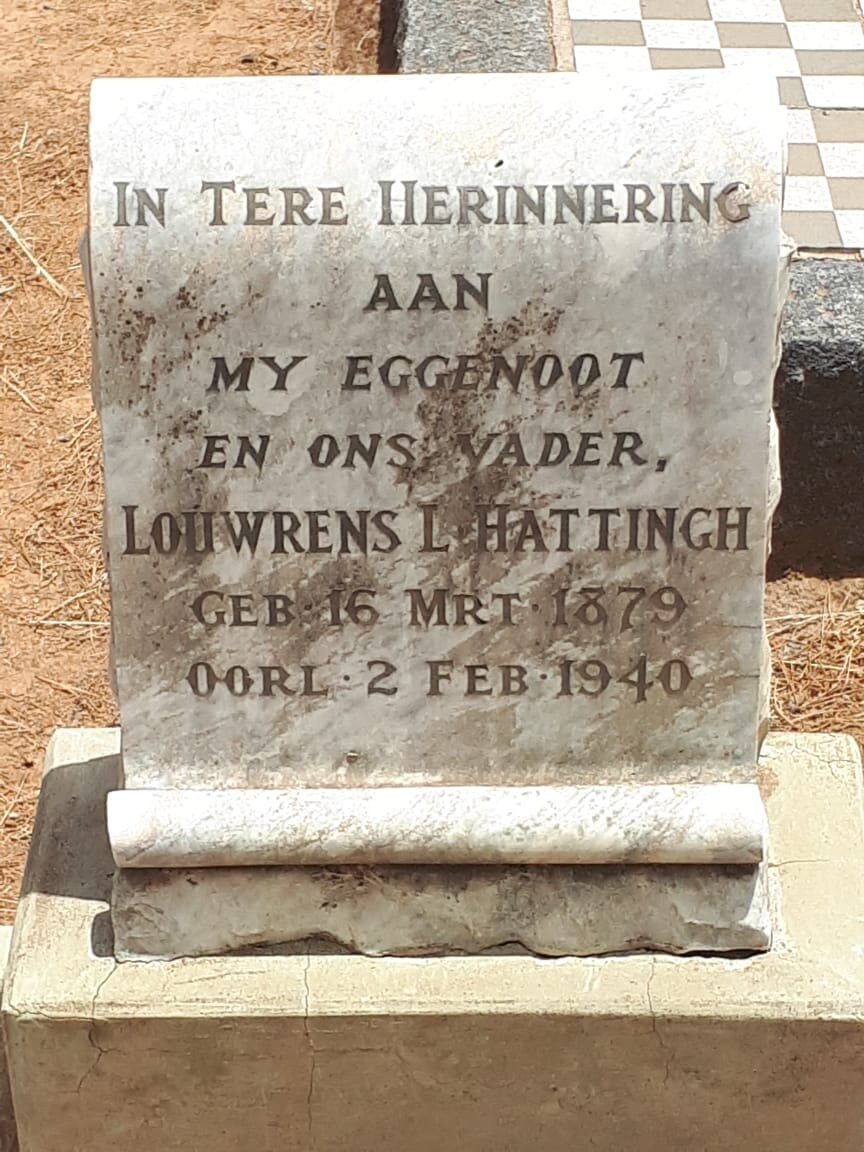 In Tere Herinnering
aan
my eggenoot
en ons vader,
Louwrens L. Hattingh
Geb. 16 Mrt. 1879
Oorl. 2 Feb. 1940